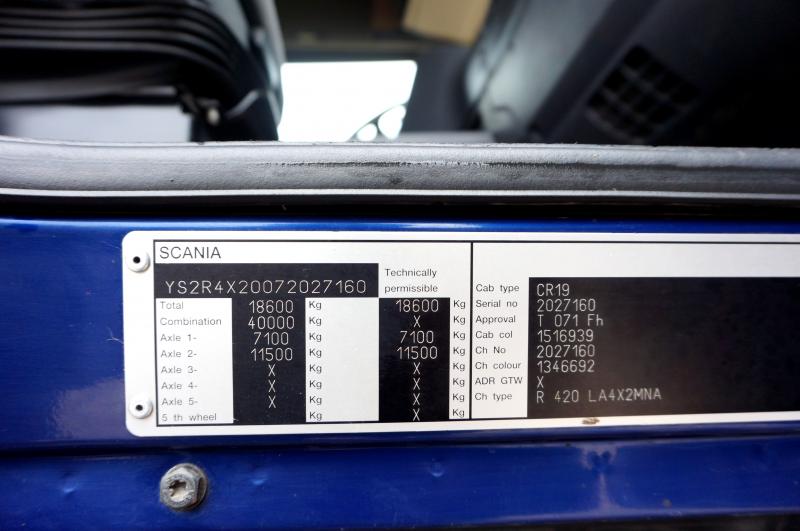 SCANIA
YS2R4X20072027160
Technically
permissible
Total 18600 Kg 18600 Kg
Combination 40000 Kg X Kg
Axle 1- 7100 Kg 7100 Kg
Axle 2- 11500 Kg 11500 Kg
Axle 3- X Kg X Kg
Axle 4- X Kg X Kg
Axle 5- X Kg X Kg
5 th wheel Kg X Kg
Cab type CR19
Serial no 2027160
Approval T 071 Fh
Cab col 1516939
Ch No 2027160
Ch colour 1346692
ADR GTW X
Ch type R 420 LA4X2MNA